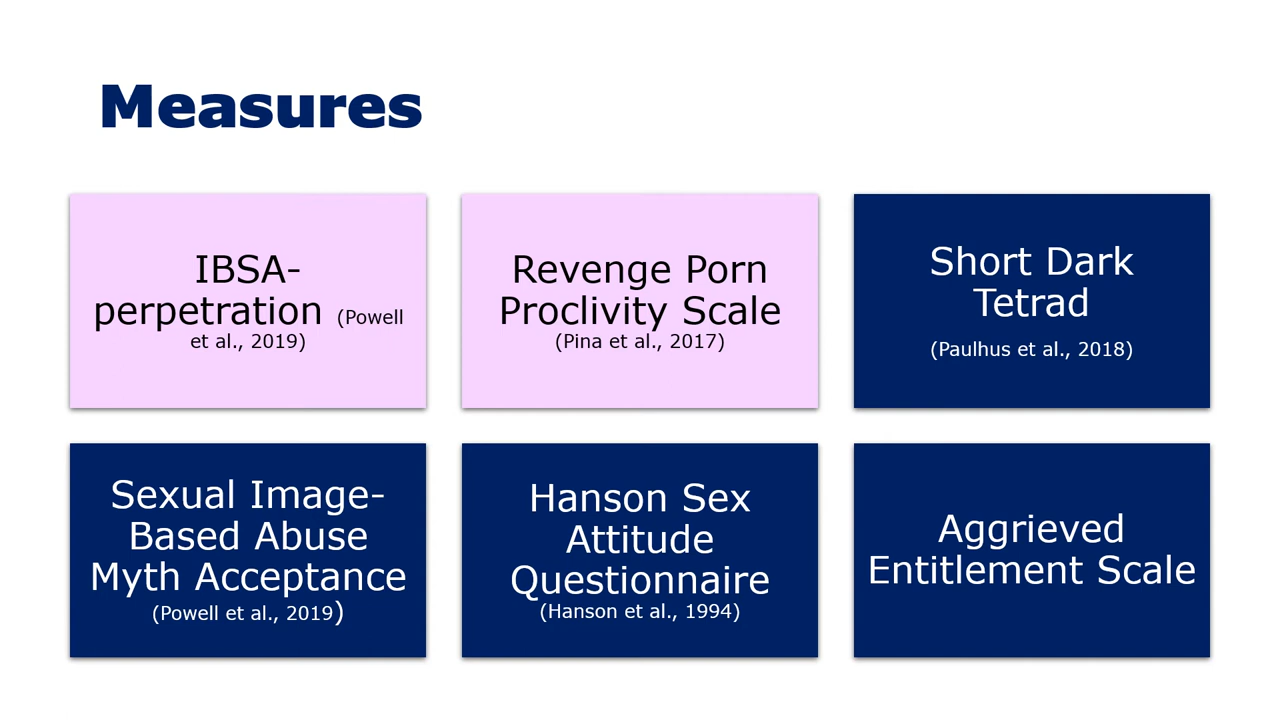 Measures
IBSA-
perpetration (Powell
et al., 2019)
Revenge Porn
Proclivity Scale
(Pina et al., 2017)
Short Dark
Tetrad
(Paulhus et al., 2018)
Sexual Image-
Based Abuse
Myth Acceptance
(Powell et al., 2019)
Hanson Sex
Attitude
Questionnaire
(Hanson et al., 1994)
Aggrieved
Entitlement Scale